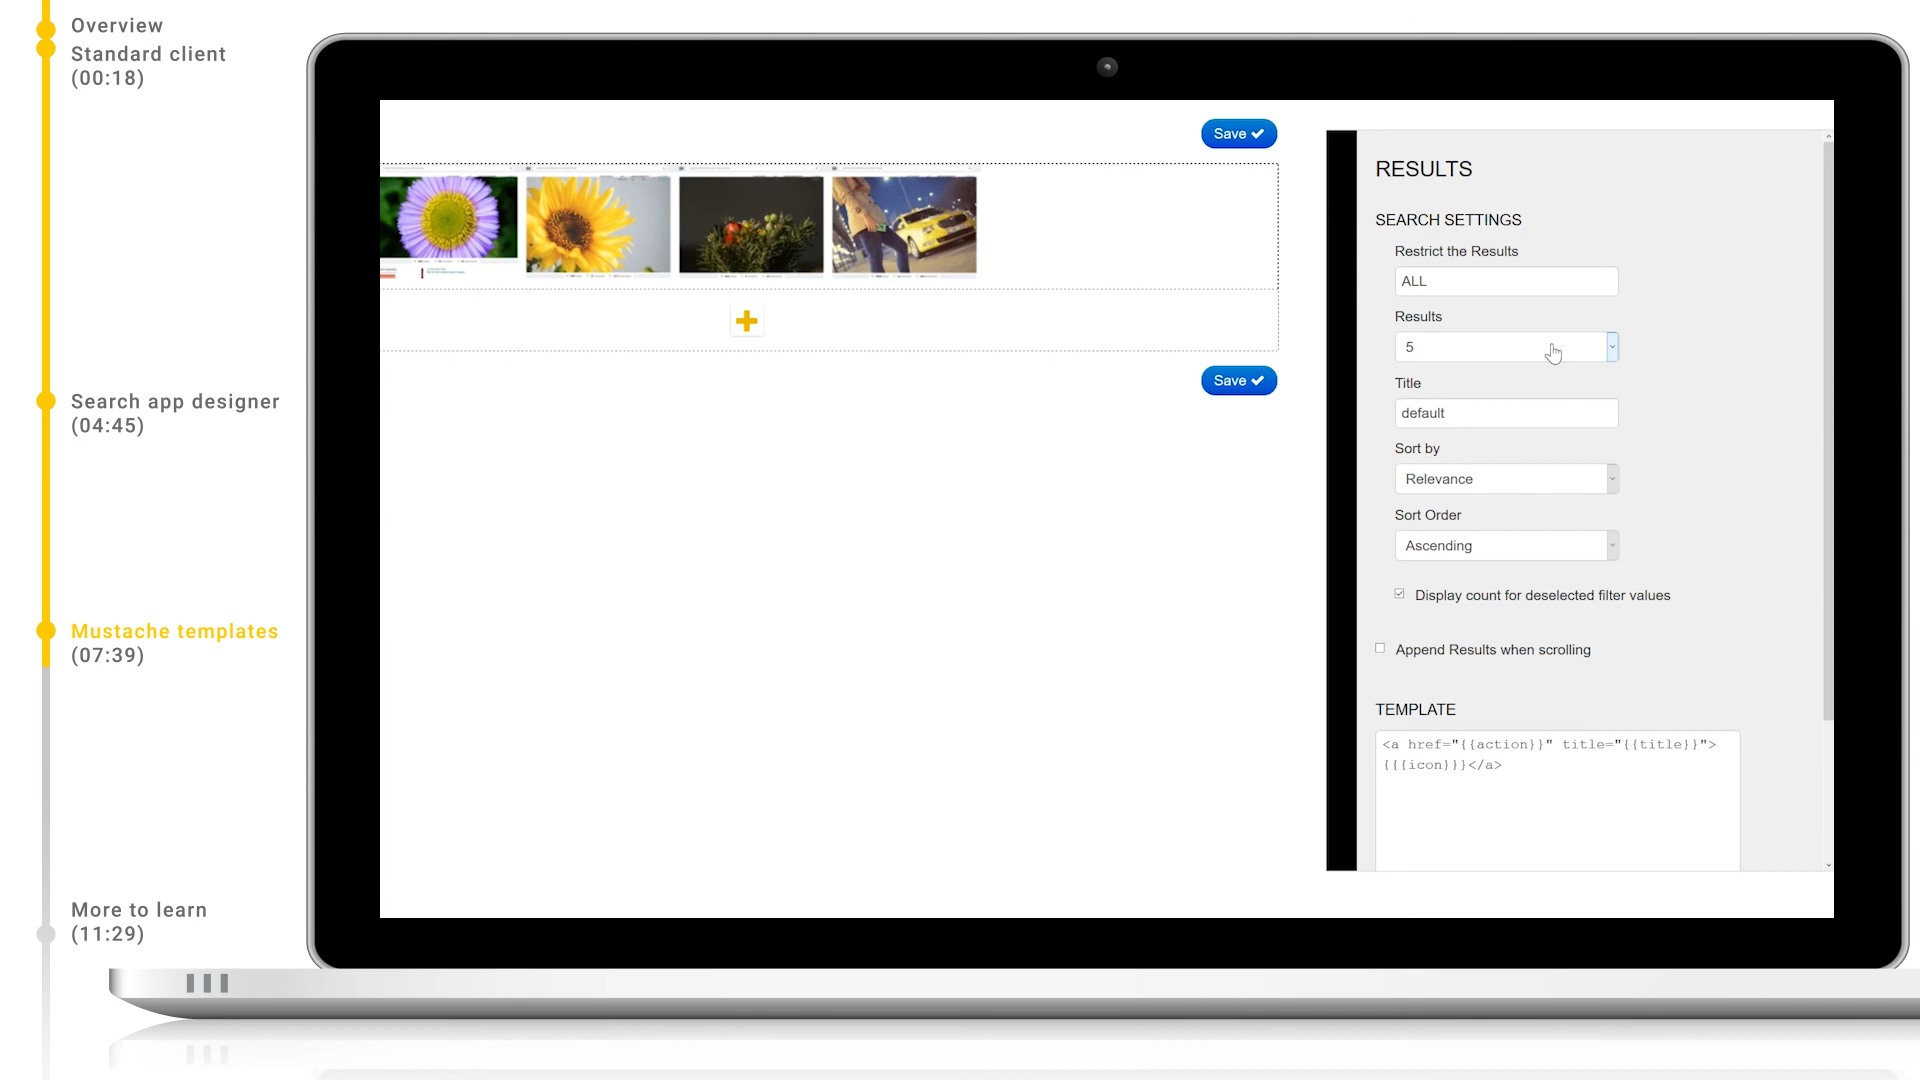 Overview
Standard client
(00:18)
Search app designer
(04:45)
Mustache templates
(07:39)
More to learn
(11:29)
Save
Save
RESULTS
SEARCH SETTINGS
Restrict the Results
ALL
Results
5
Title
default
Sort by
Relevance
Sort Order
Ascending
Display count for deselected filter values
Append Results when scrolling
TEMPLATE
<a href="{{action}}" title="{{title}}">
{{{icon}}}</a>